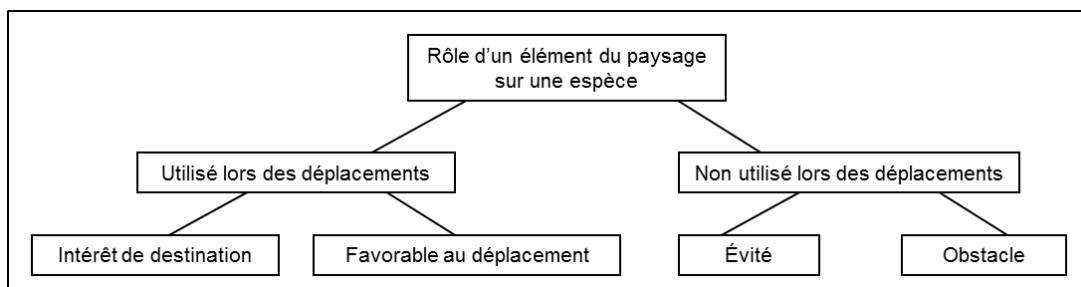 Rôle d’un élément du paysage
sur une espèce
Utilisé lors des déplacements
Non utilisé lors des déplacements
Intérêt de destination
Favorable au déplacement
Évité
Obstacle